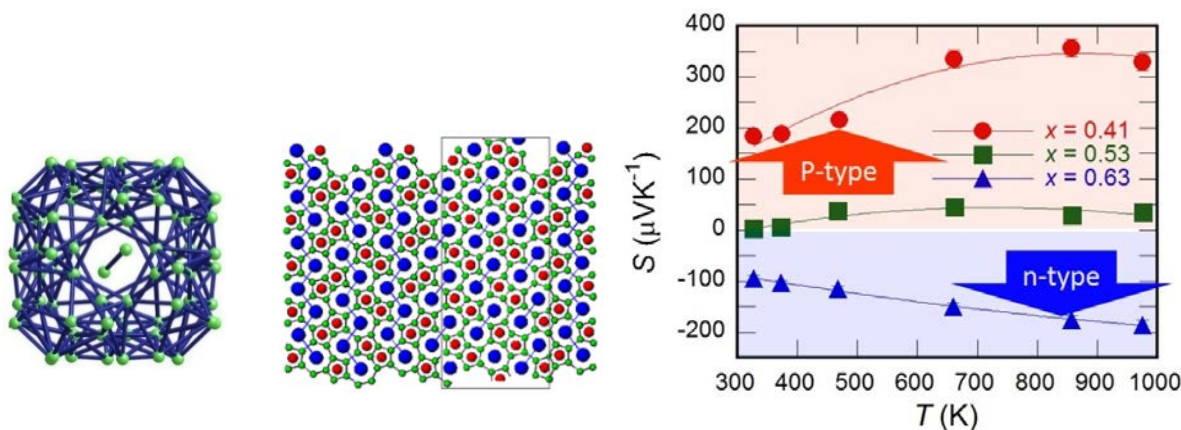 400
300
200
100
0
-100
-200
S (μVK⁻¹)
x = 0.41
x = 0.53
x = 0.63
P-type
n-type
300 400 500 600 700 800 900 1000
T (K)